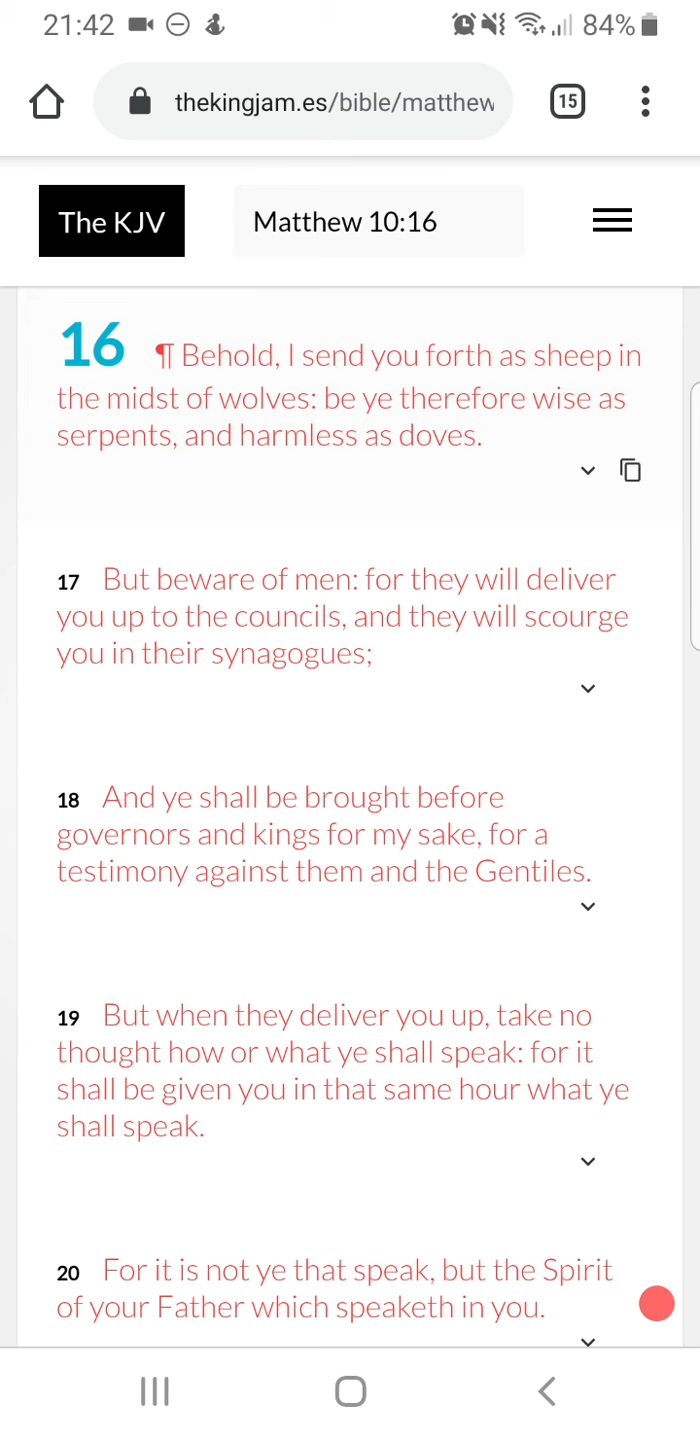 21:42 84%
thekingjam.es/bible/matthew 15
The KJV Matthew 10:16
16 ¶ Behold, I send you forth as sheep in
the midst of wolves: be ye therefore wise as
serpents, and harmless as doves.
17 But beware of men: for they will deliver
you up to the councils, and they will scourge
you in their synagogues;
18 And ye shall be brought before
governors and kings for my sake, for a
testimony against them and the Gentiles.
19 But when they deliver you up, take no
thought how or what ye shall speak: for it
shall be given you in that same hour what ye
shall speak.
20 For it is not ye that speak, but the Spirit
of your Father which speaketh in you.